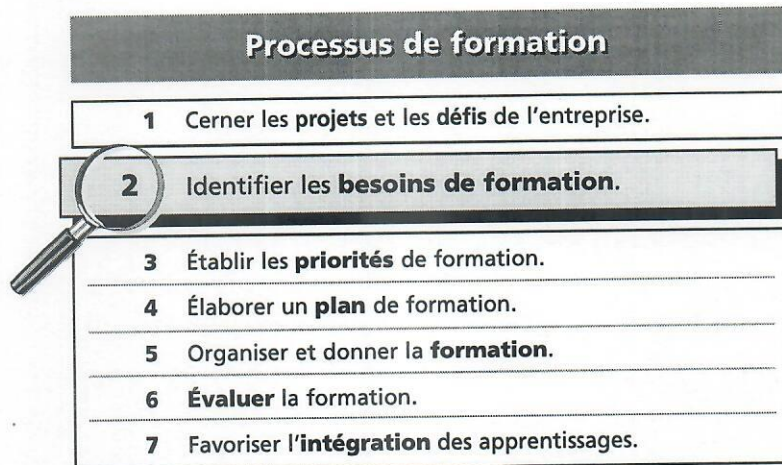 Processus de formation
1 Cerner les projets et les défis de l'entreprise.
2 Identifier les besoins de formation.
3 Établir les priorités de formation.
4 Élaborer un plan de formation.
5 Organiser et donner la formation.
6 Évaluer la formation.
7 Favoriser l'intégration des apprentissages.